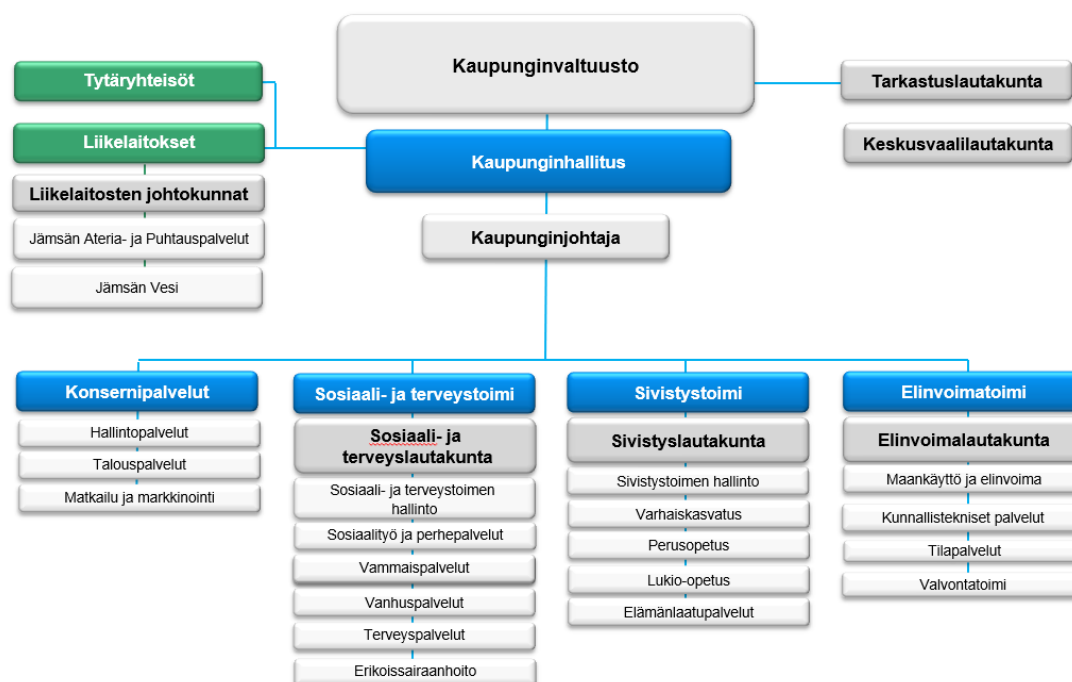 Kaupunginvaltuusto
Tytäryhteisöt
Tarkastuslautakunta
Liikelaitokset
Keskusvaalilautakunta
Kaupunginhallitus
Liikelaitosten johtokunnat
Jämsän Ateria- ja Puhtauspalvelut
Kaupunginjohtaja
Jämsän Vesi
Konsernipalvelut
Hallintopalvelut
Talouspalvelut
Matkailu ja markkinointi
Sosiaali- ja terveystoimi
Sosiaali- ja
terveyslautakunta
Sosiaali- ja terveystoimen
hallinto
Sosiaalityö ja perhepalvelut
Vammaispalvelut
Vanhuspalvelut
Terveyspalvelut
Erikoissairaanhoito
Sivistystoimi
Sivistyslautakunta
Sivistystoimen hallinto
Varhaiskasvatus
Perusopetus
Lukio-opetus
Elämänlaatupalvelut
Elinvoimatoimi
Elinvoimalautakunta
Maankäyttö ja elinvoima
Kunnallistekniset palvelut
Tilapalvelut
Valvontatoimi